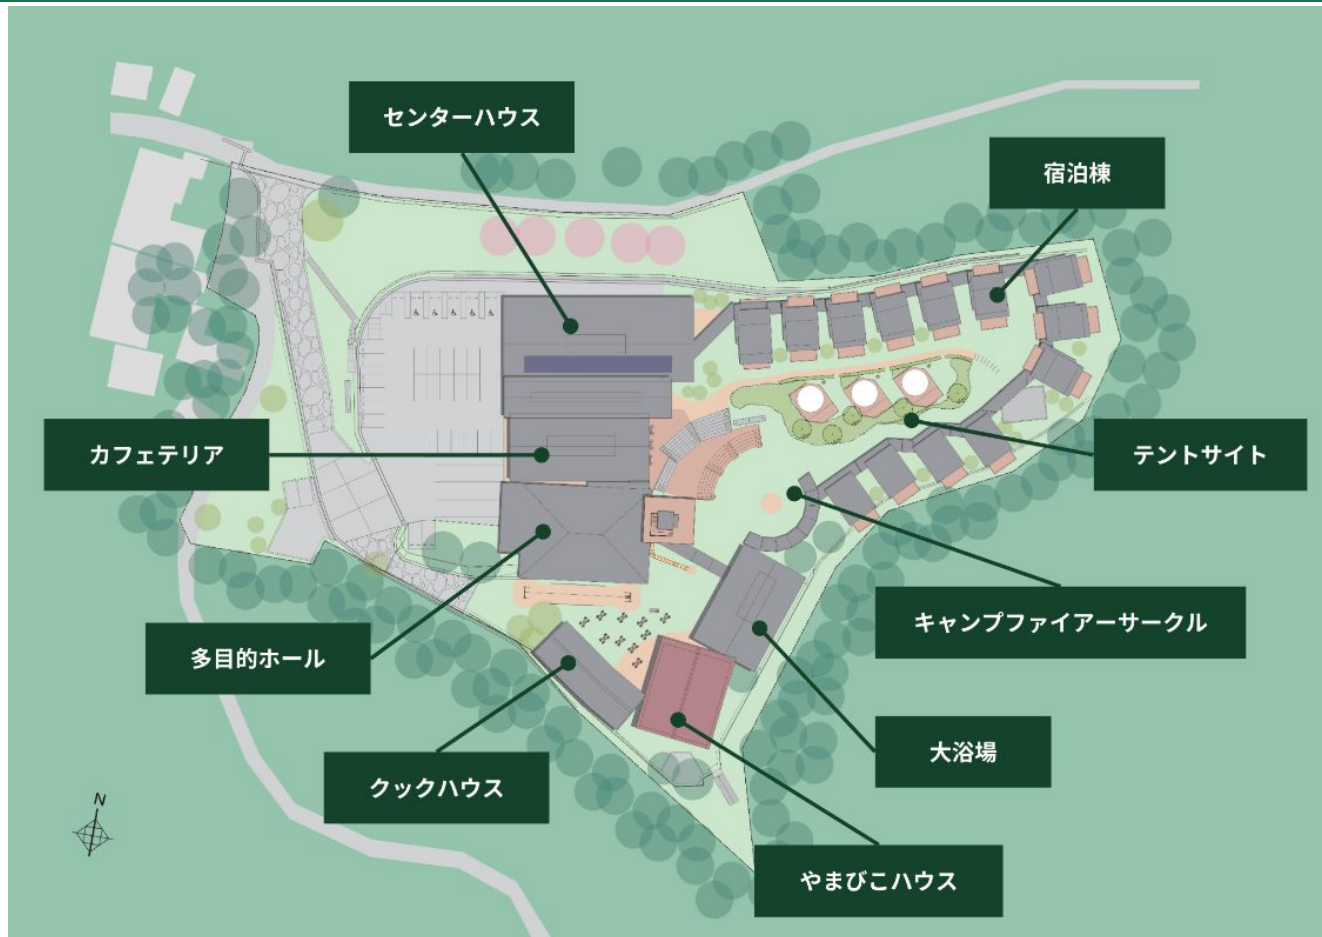 センターハウス
宿泊棟
カフェテリア
テントサイト
キャンプファイアーサークル
多目的ホール
大浴場
クックハウス
N
やまびこハウス